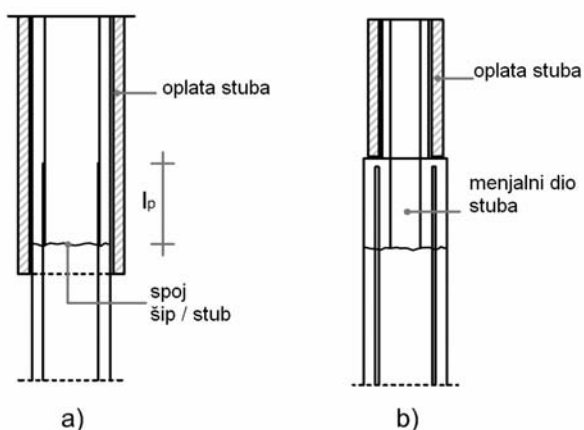 oplata stuba
lp
spoj
šip / stub
a)
oplata stuba
menjalni dio
stuba
b)